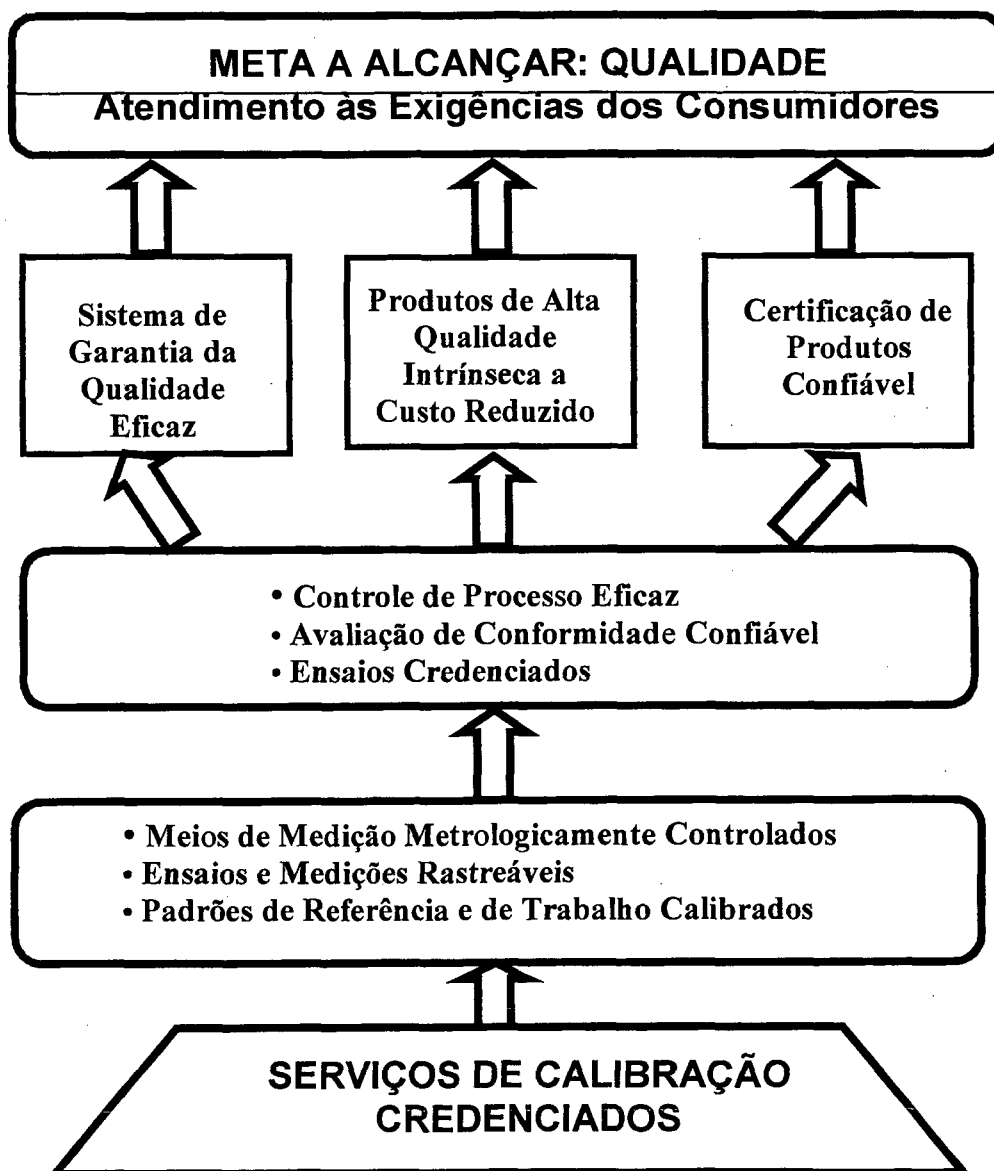 META A ALCANÇAR: QUALIDADE
Atendimento às Exigências dos Consumidores
Sistema de
Garantia da
Qualidade
Eficaz
Produtos de Alta
Qualidade
Intrínseca a
Custo Reduzido
Certificação de
Produtos
Confiável
• Controle de Processo Eficaz
• Avaliação de Conformidade Confiável
• Ensaios Credenciados
• Meios de Medição Metrologicamente Controlados
• Ensaios e Medições Rastreáveis
• Padrões de Referência e de Trabalho Calibrados
SERVIÇOS DE CALIBRAÇÃO
CREDENCIADOS